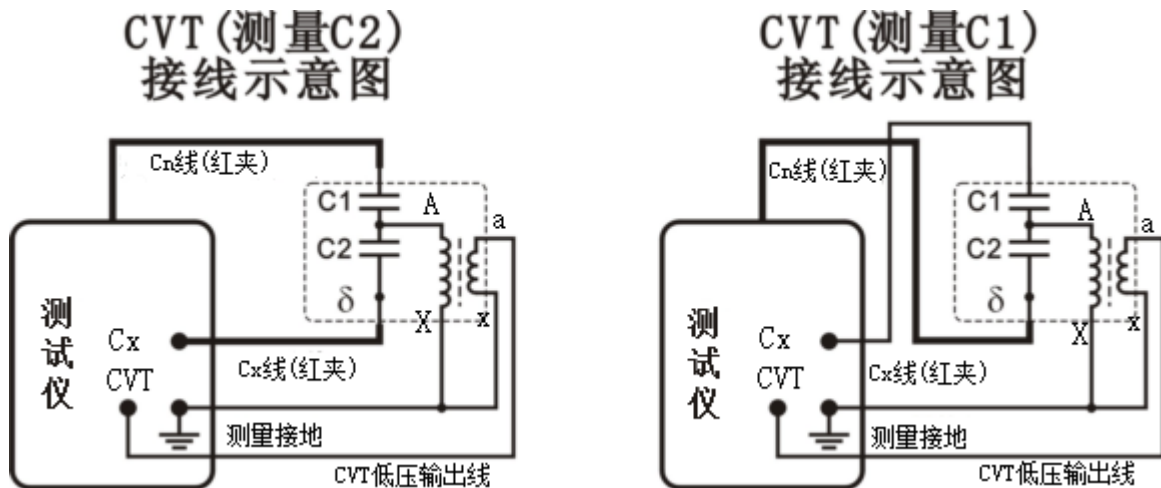 CVT(测量C2)
接线示意图
Cn线(红夹)
C1
A
a
C2
δ
X
x
测试仪
Cx
Cx线(红夹)
CVT
测量接地
CVT低压输出线
CVT(测量C1)
接线示意图
Cn线(红夹)
C1
A
a
C2
δ
X
x
测试仪
Cx
Cx线(红夹)
CVT
测量接地
CVT低压输出线